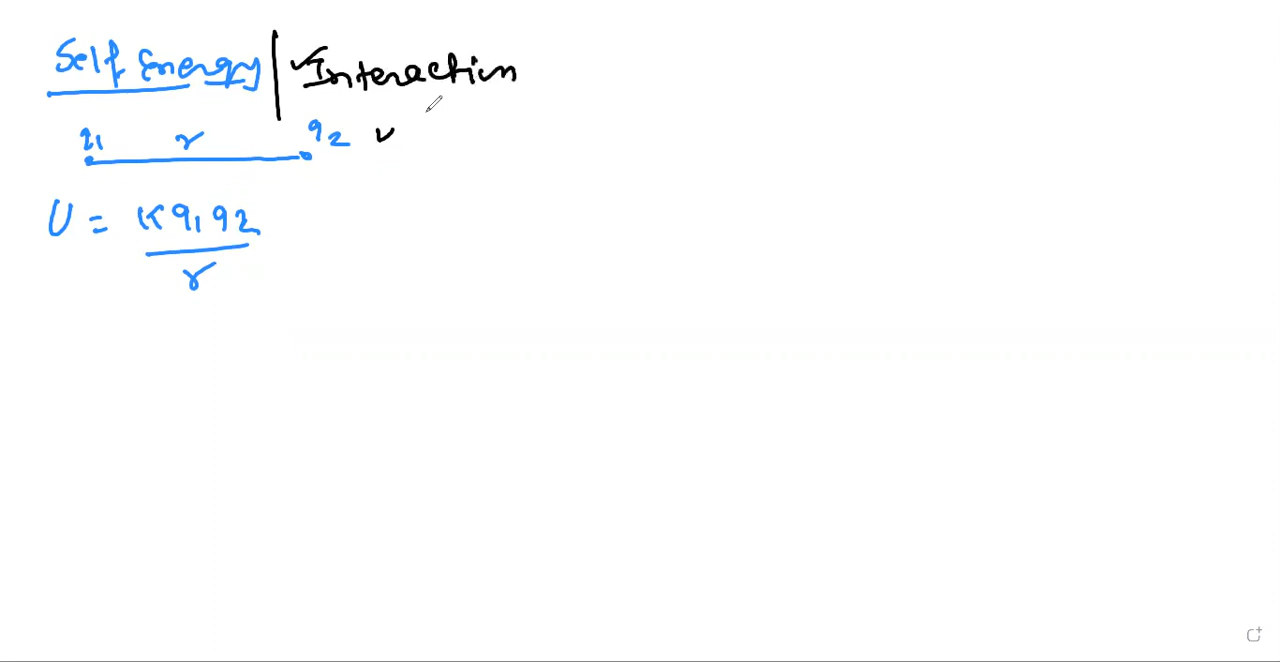 Self Energy | Interaction
q1 r q2
U = Kq1q2
r